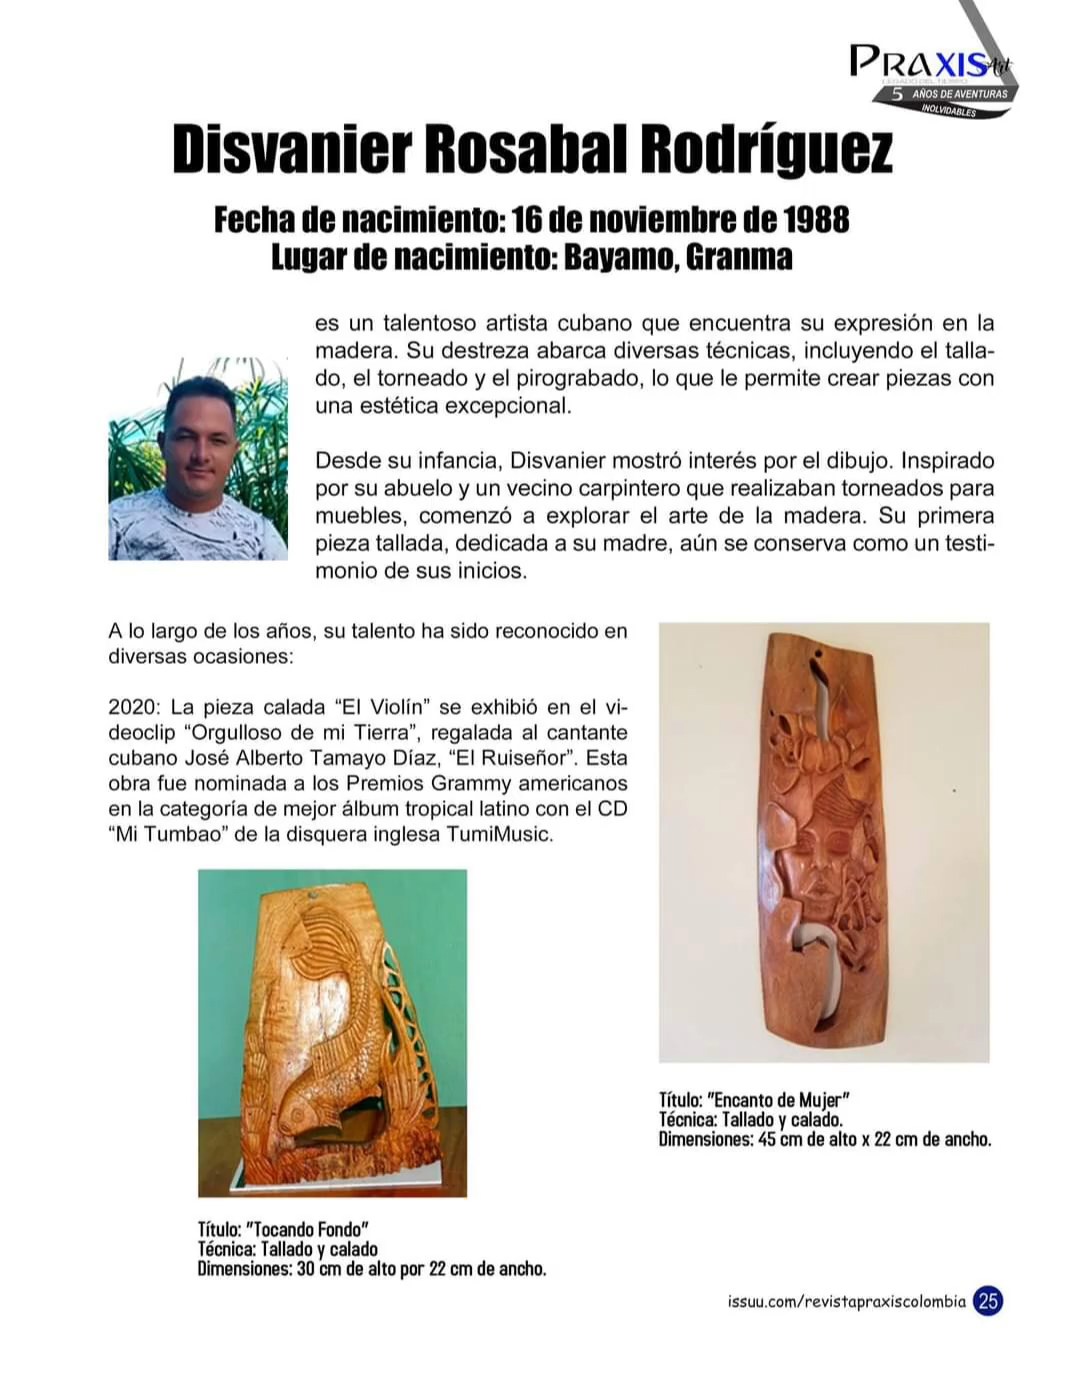 PRAXIS Art
LEGADO DEL TIEMPO
5 AÑOS DE AVENTURAS
INOLVIDABLES
Disvanier Rosabal Rodríguez
Fecha de nacimiento: 16 de noviembre de 1988
Lugar de nacimiento: Bayamo, Granma
es un talentoso artista cubano que encuentra su expresión en la
madera. Su destreza abarca diversas técnicas, incluyendo el talla-
do, el torneado y el pirograbado, lo que le permite crear piezas con
una estética excepcional.
Desde su infancia, Disvanier mostró interés por el dibujo. Inspirado
por su abuelo y un vecino carpintero que realizaban torneados para
muebles, comenzó a explorar el arte de la madera. Su primera
pieza tallada, dedicada a su madre, aún se conserva como un testi-
monio de sus inicios.
A lo largo de los años, su talento ha sido reconocido en
diversas ocasiones:
2020: La pieza calada “El Violín” se exhibió en el vi-
deoclip “Orgulloso de mi Tierra”, regalada al cantante
cubano José Alberto Tamayo Díaz, “El Ruiseñor”. Esta
obra fue nominada a los Premios Grammy americanos
en la categoría de mejor álbum tropical latino con el CD
“Mi Tumbao” de la disquera inglesa TumiMusic.
Título: "Encanto de Mujer"
Técnica: Tallado y calado.
Dimensiones: 45 cm de alto x 22 cm de ancho.
Título: "Tocando Fondo"
Técnica: Tallado y calado
Dimensiones: 30 cm de alto por 22 cm de ancho.
issuu.com/revistapraxiscolombia 25